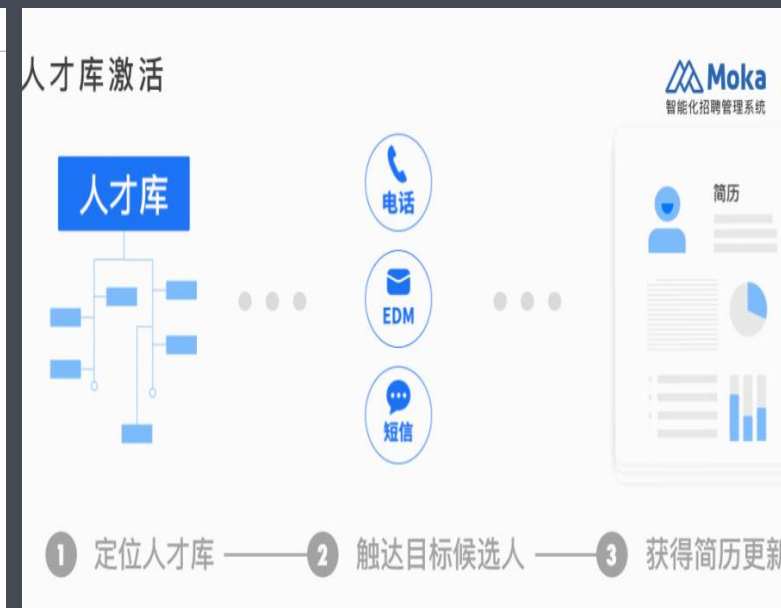 人才库激活
Moka
智能化招聘管理系统
人才库
电话
EDM
短信
简历
1 定位人才库
2 触达目标候选人
3 获得简历更新